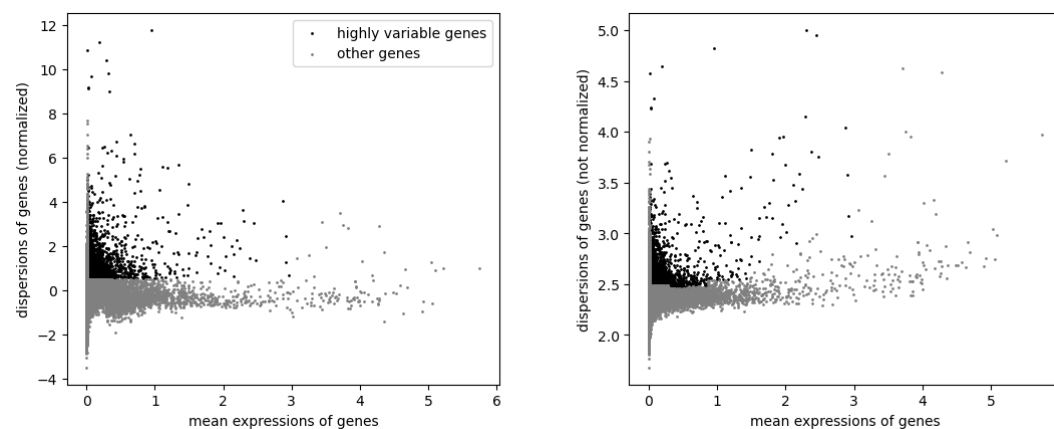 highly variable genes
other genes
12
10
8
6
4
2
0
−2
−4
dispersions of genes (normalized)
0 1 2 3 4 5 6
mean expressions of genes
5.0
4.5
4.0
3.5
3.0
2.5
2.0
dispersions of genes (not normalized)
0 1 2 3 4 5
mean expressions of genes